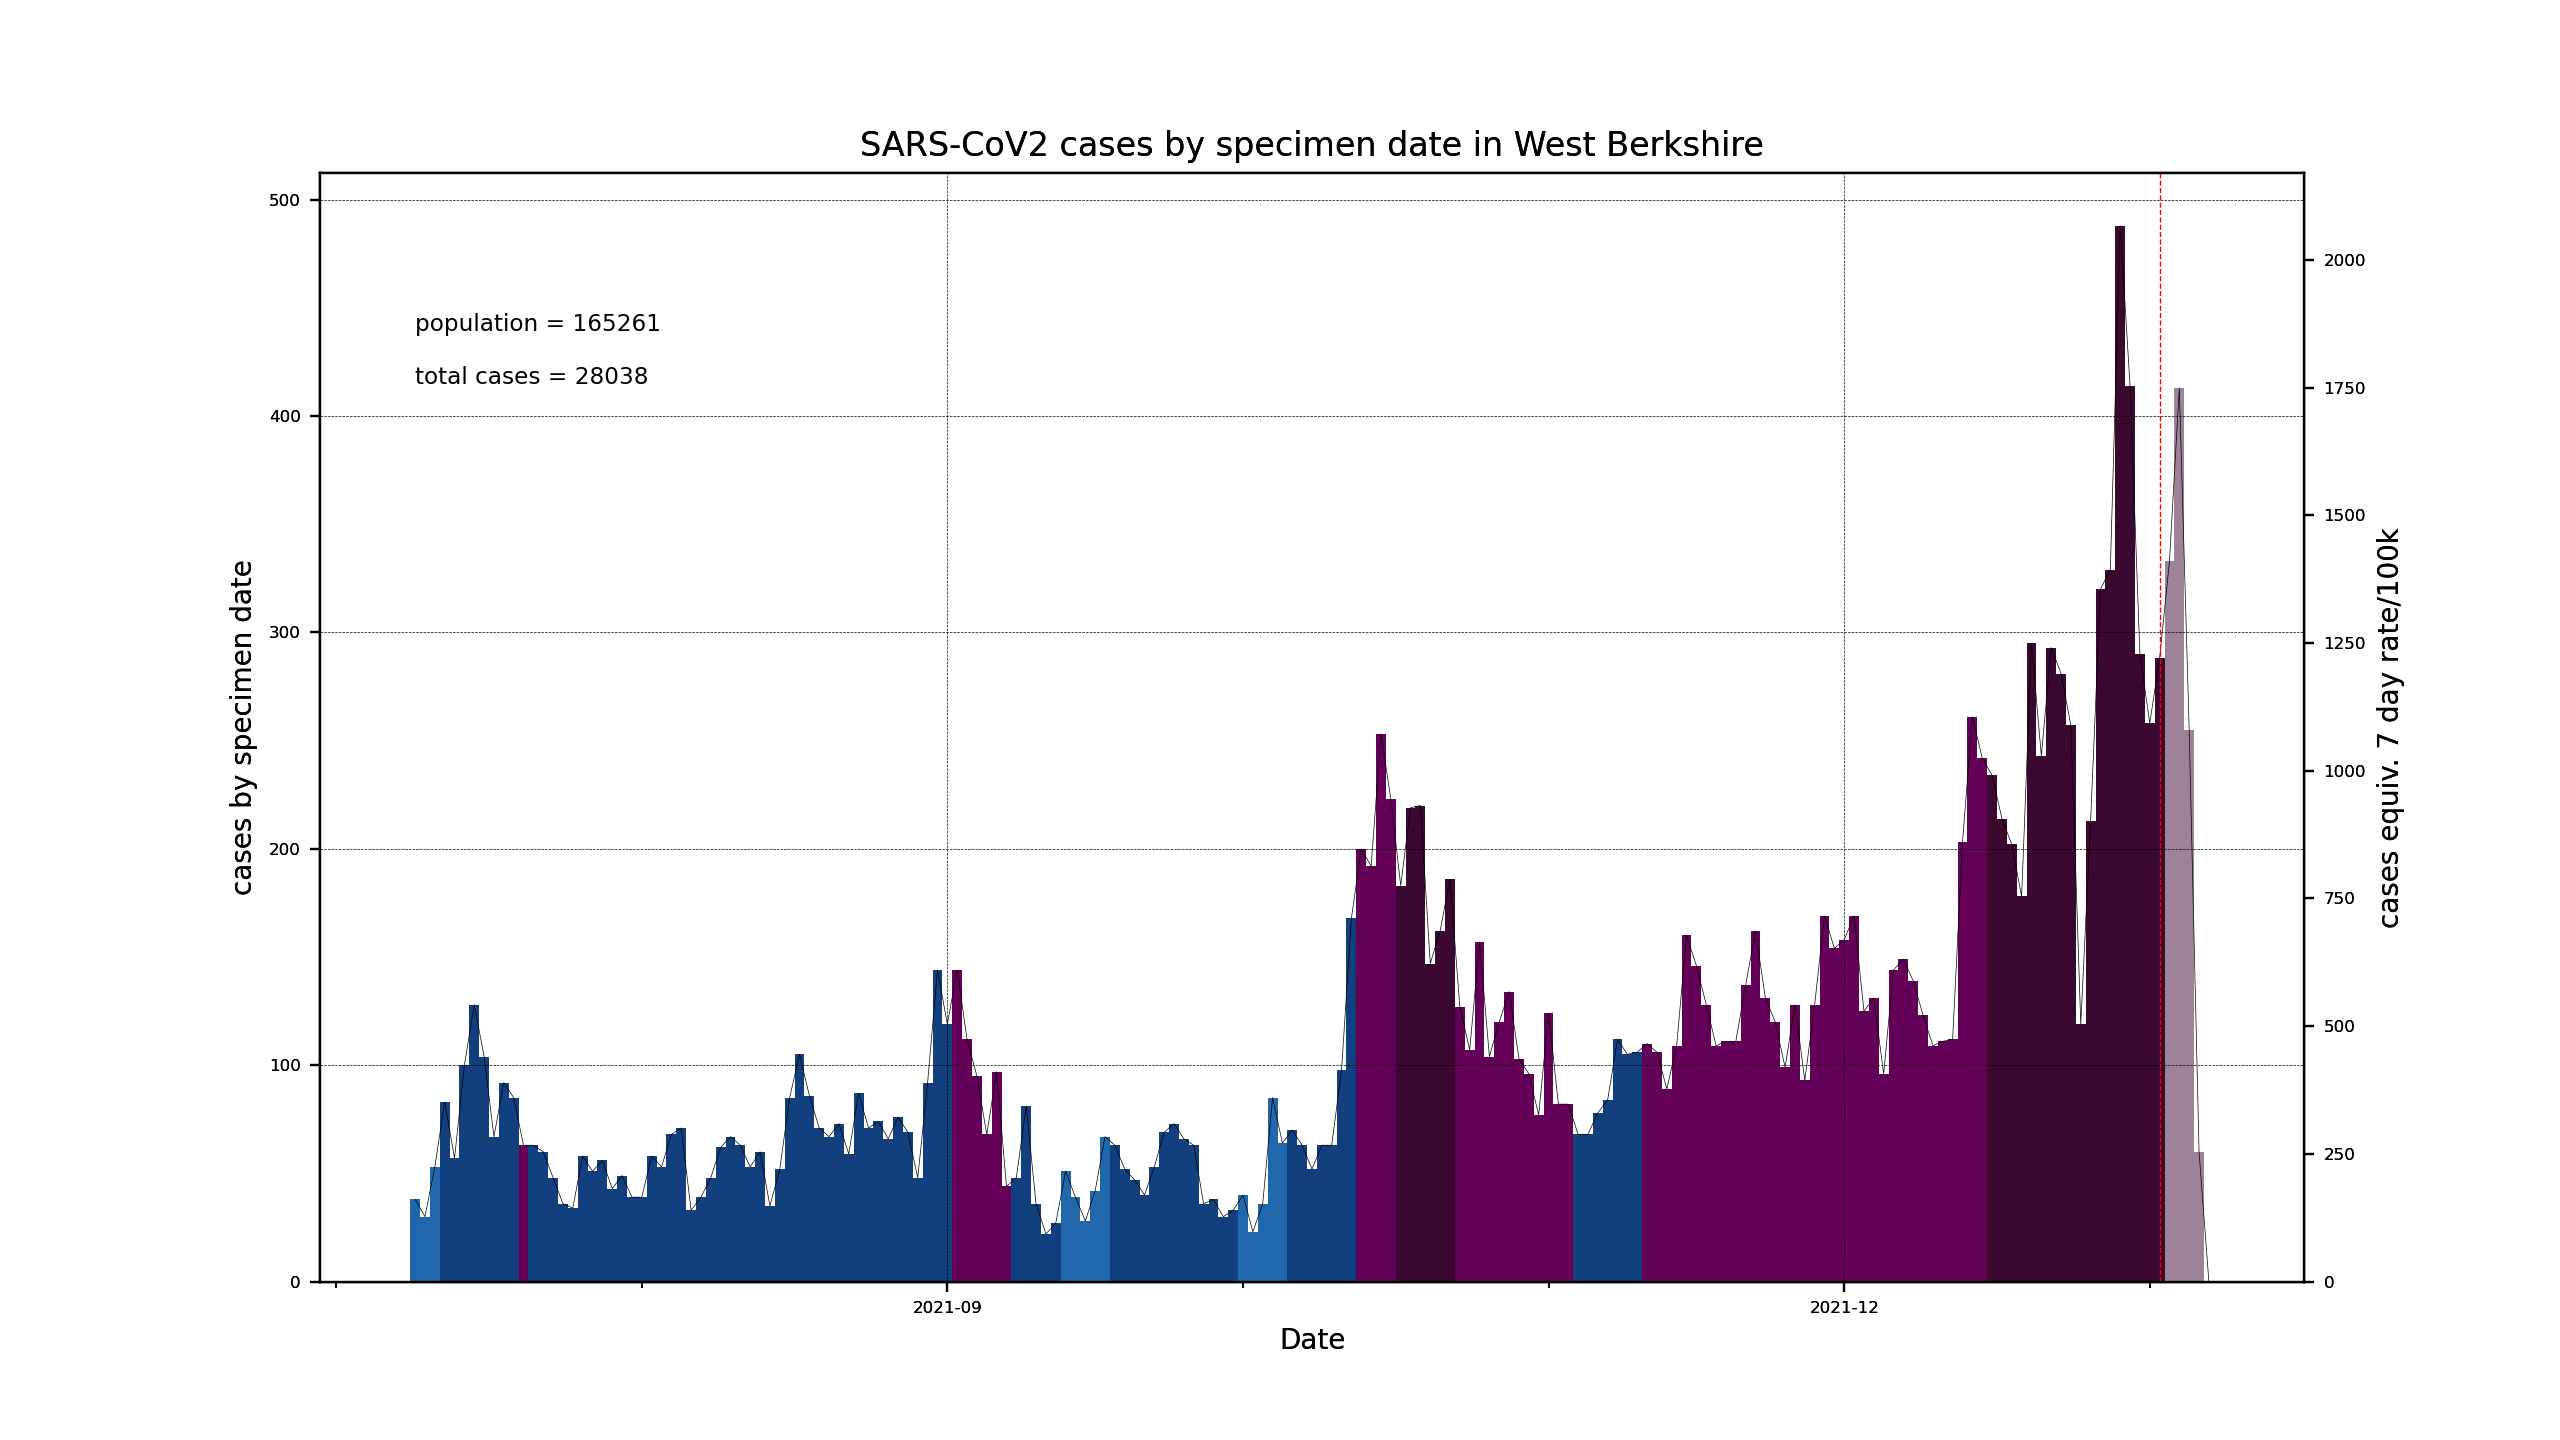 SARS-CoV2 cases by specimen date in West Berkshire
500
400
300
200
100
0
cases by specimen date
population = 165261
total cases = 28038
2000
1750
1500
1250
1000
750
500
250
0
cases equiv. 7 day rate/100k
2021-09
2021-12
Date